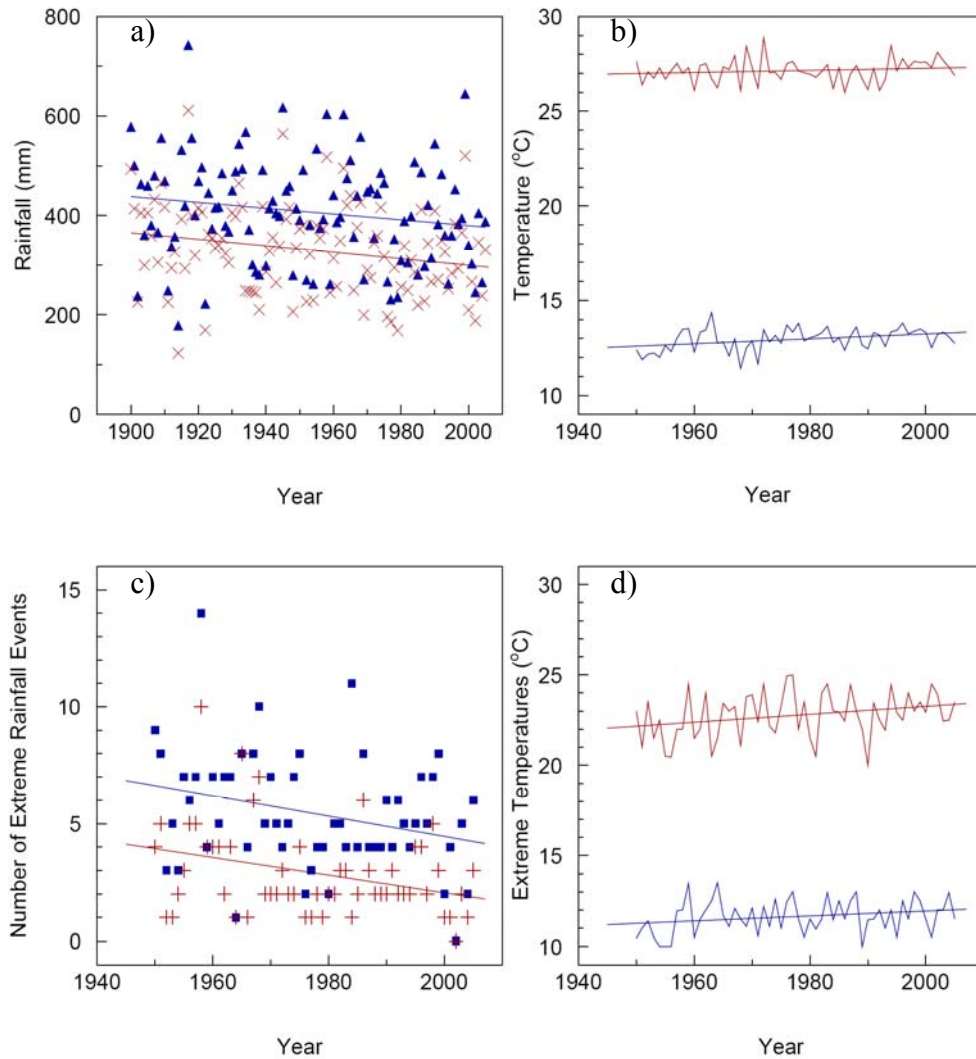 a)
800
600
400
200
0
Rainfall (mm)
1900 1920 1940 1960 1980 2000
Year
b)
30
25
20
15
10
Temperature (°C)
1940 1960 1980 2000
Year
c)
15
10
5
0
Number of Extreme Rainfall Events
1940 1960 1980 2000
Year
d)
30
25
20
15
10
Extreme Temperatures (°C)
1940 1960 1980 2000
Year